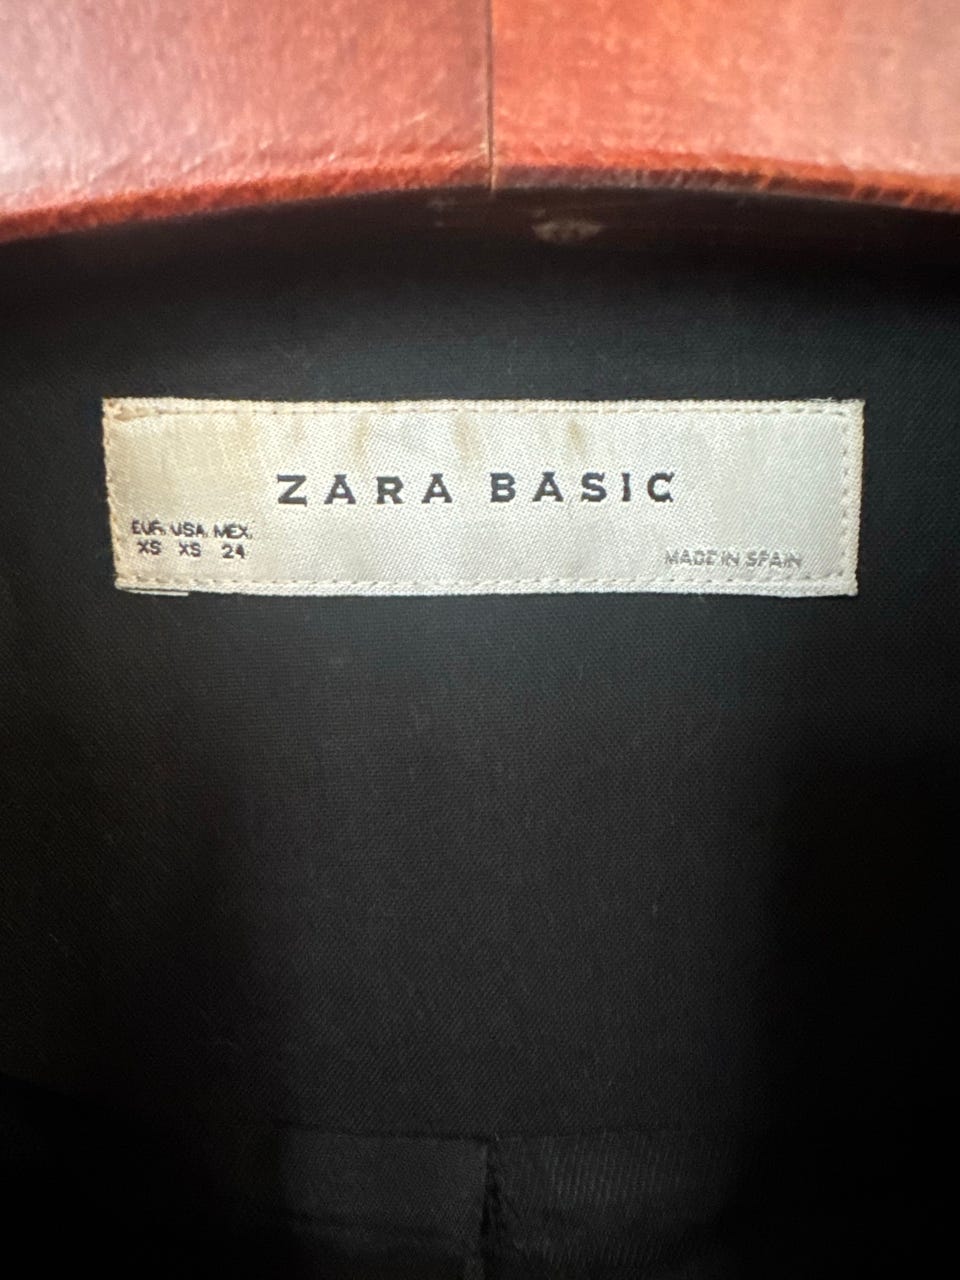 ZARA BASIC
EUR. USA. MEX.
XS XS 24
MADE IN SPAIN